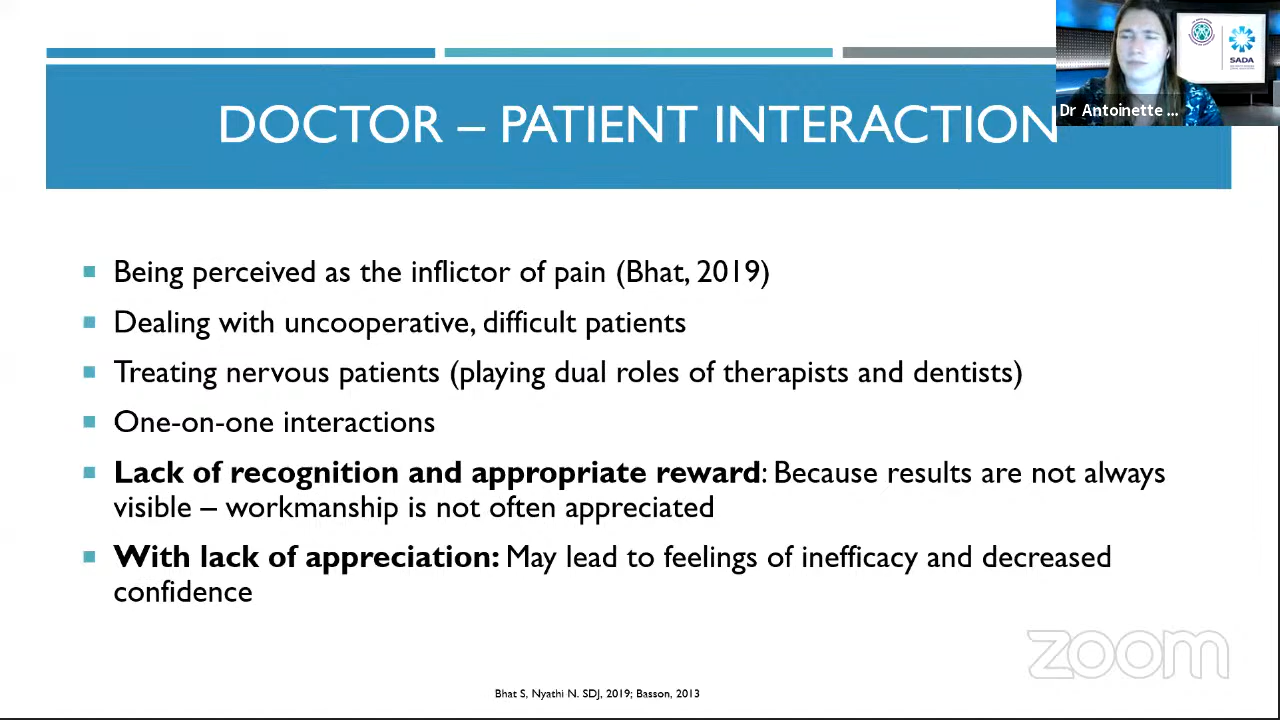 SADA
Dr Antoinette ...
DOCTOR – PATIENT INTERACTION
Being perceived as the inflictor of pain (Bhat, 2019)
Dealing with uncooperative, difficult patients
Treating nervous patients (playing dual roles of therapists and dentists)
One-on-one interactions
Lack of recognition and appropriate reward: Because results are not always
visible – workmanship is not often appreciated
With lack of appreciation: May lead to feelings of inefficacy and decreased
confidence
zoom
Bhat S, Nyathi N. SDJ, 2019; Basson, 2013